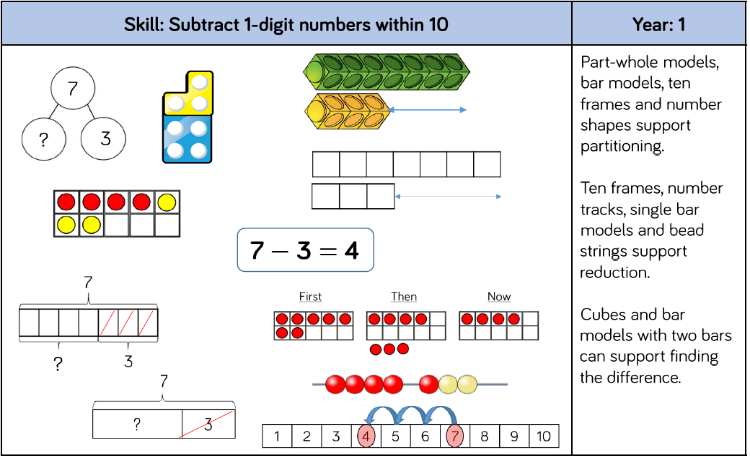 Skill: Subtract 1-digit numbers within 10
Year: 1
7
?
3
7 − 3 = 4
7
?
3
7
?
3
First
Then
Now
1 2 3 4 5 6 7 8 9 10
Part-whole models,
bar models, ten
frames and number
shapes support
partitioning.
Ten frames, number
tracks, single bar
models and bead
strings support
reduction.
Cubes and bar
models with two bars
can support finding
the difference.